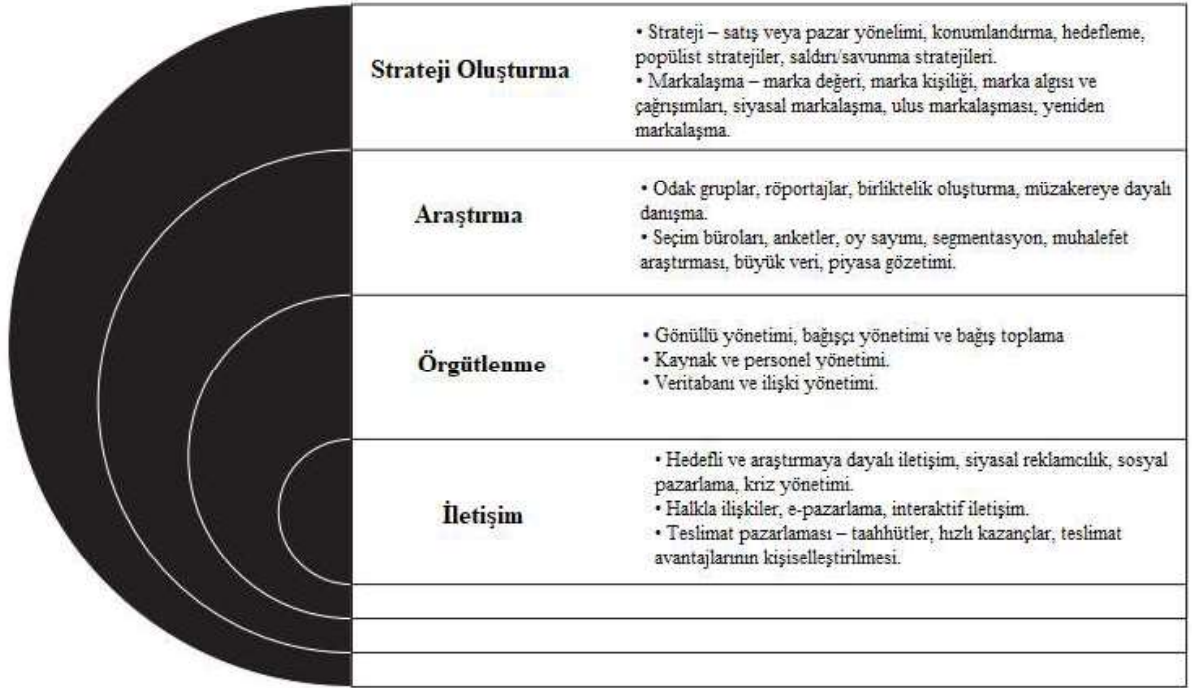 Strateji Oluşturma
• Strateji – satış veya pazar yönelimi, konumlandırma, hedefleme,
popülist stratejiler, saldırı/savunma stratejileri.
• Markalaşma – marka değeri, marka kişiliği, marka algısı ve
çağrışımları, siyasal markalaşma, ulus markalaşması, yeniden
markalaşma.
Araştırma
• Odak gruplar, röportajlar, birliktelik oluşturma, müzakereye dayalı
danışma.
• Seçim büroları, anketler, oy sayımı, segmentasyon, muhalefet
araştırması, büyük veri, piyasa gözetimi.
Örgütlenme
• Gönüllü yönetimi, bağışçı yönetimi ve bağış toplama
• Kaynak ve personel yönetimi.
• Veritabanı ve ilişki yönetimi.
İletişim
• Hedefli ve araştırmaya dayalı iletişim, siyasal reklamcılık, sosyal
pazarlama, kriz yönetimi.
• Halkla ilişkiler, e-pazarlama, interaktif iletişim.
• Teslimat pazarlaması – taahhütler, hızlı kazançlar, teslimat
avantajlarının kişiselleştirilmesi.